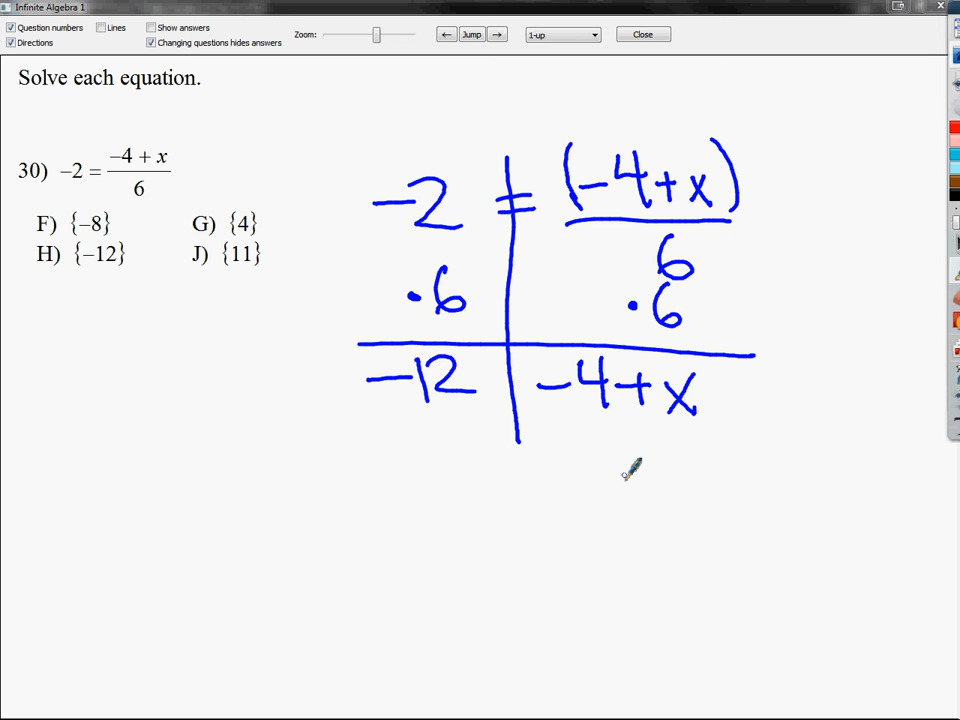 Infinite Algebra 1
Question numbers Lines Show answers
Directions Changing questions hides answers
Zoom: ← Jump → 1-up Close
Solve each equation.
30) –2 = (–4 + x)/6
F) {–8} G) {4}
H) {–12} J) {11}
-2 = (-4+x)
6
·6 ·6
-12 -4+x